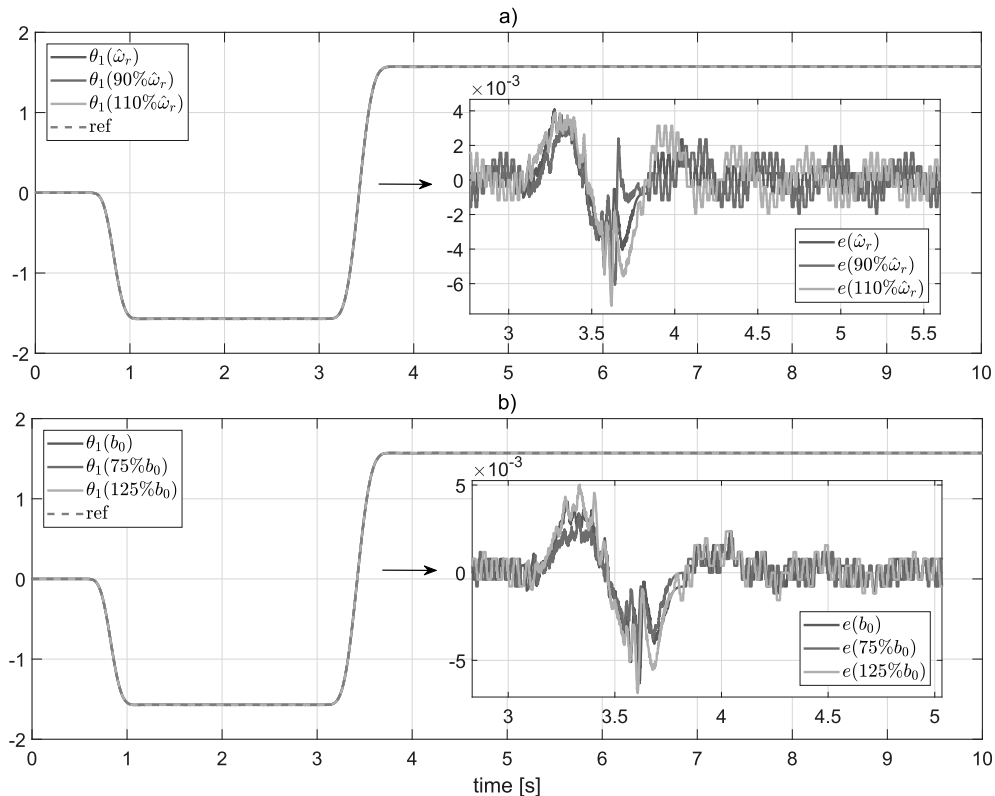 a)
2
1
0
-1
-2
θ₁(ω̂ᵣ)
θ₁(90%ω̂ᵣ)
θ₁(110%ω̂ᵣ)
ref
×10⁻³
4
2
0
-2
-4
-6
e(ω̂ᵣ)
e(90%ω̂ᵣ)
e(110%ω̂ᵣ)
3 3.5 4 4.5 5 5.5
0 1 2 3 4 5 6 7 8 9 10
b)
2
1
0
-1
-2
θ₁(b₀)
θ₁(75%b₀)
θ₁(125%b₀)
ref
×10⁻³
5
0
-5
e(b₀)
e(75%b₀)
e(125%b₀)
3 3.5 4 4.5 5
0 1 2 3 4 5 6 7 8 9 10
time [s]